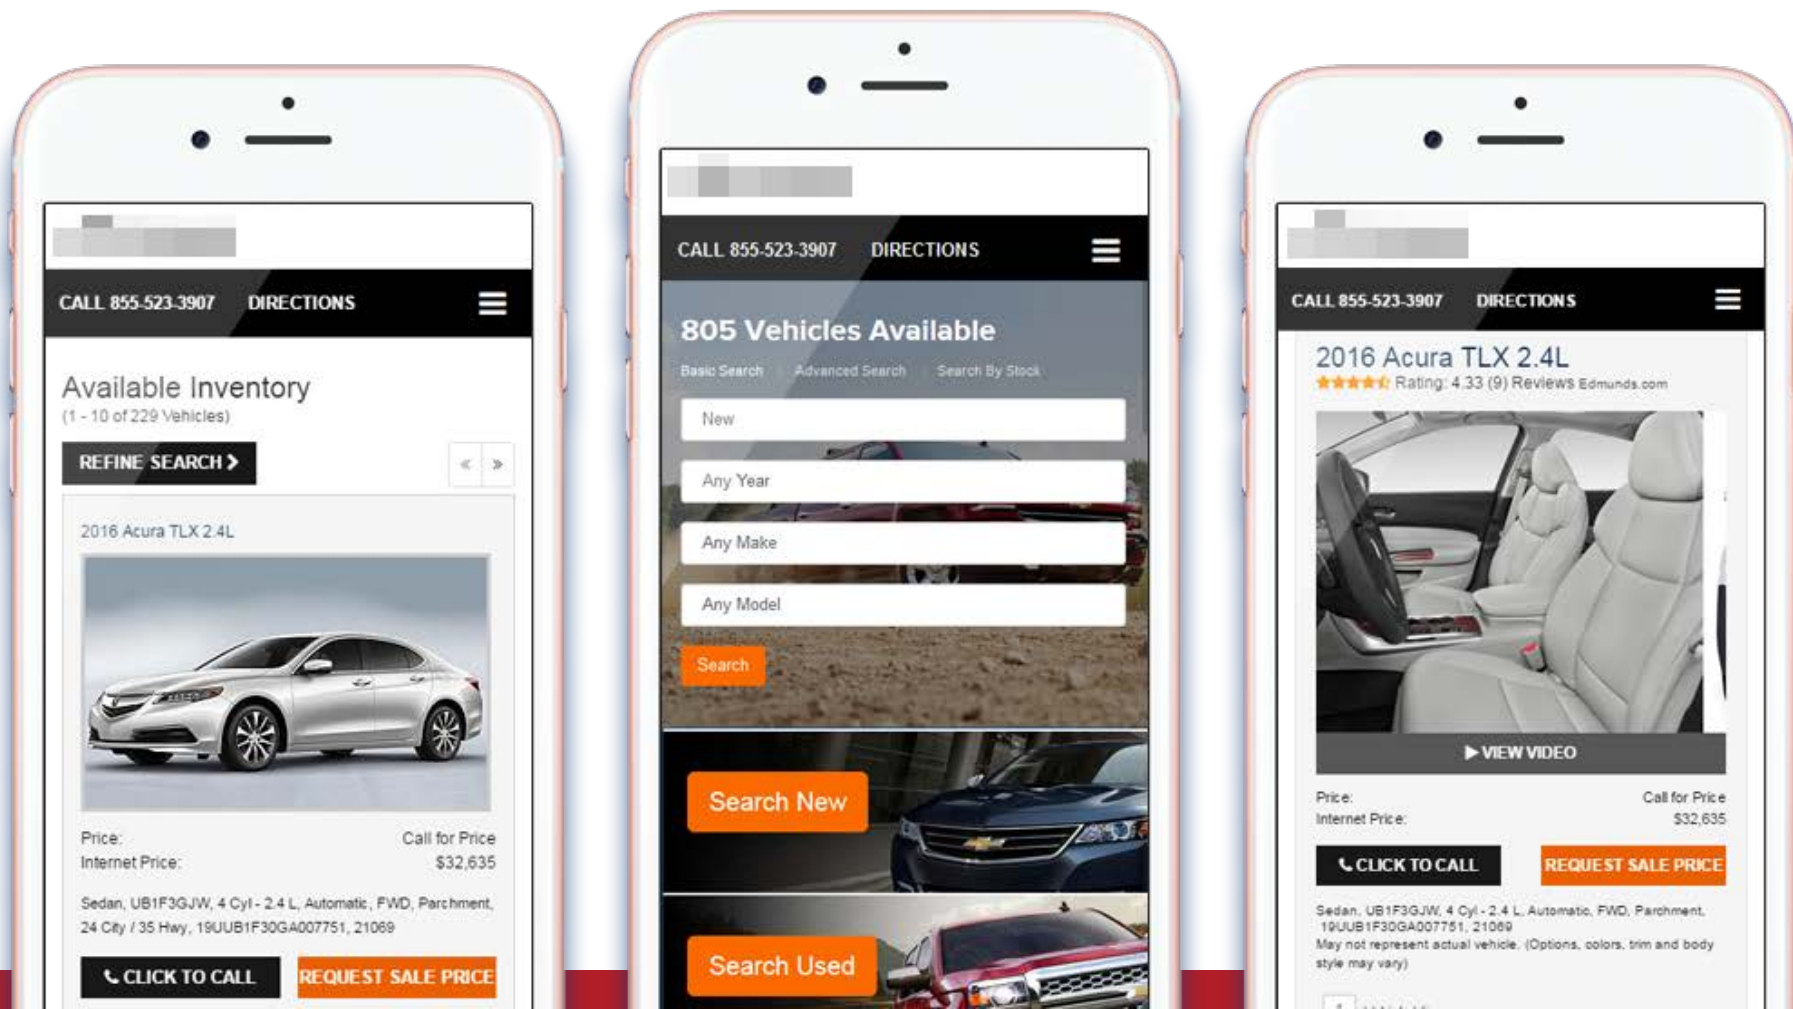 CALL 855-523-3907 DIRECTIONS
Available Inventory
(1 - 10 of 229 Vehicles)
REFINE SEARCH
« »
2016 Acura TLX 2.4L
Price: Call for Price
Internet Price: $32,635
Sedan, UB1F3GJW, 4 Cyl - 2.4 L, Automatic, FWD, Parchment,
24 City / 35 Hwy, 19UUB1F30GA007751, 21069
CLICK TO CALL REQUEST SALE PRICE
CALL 855-523-3907 DIRECTIONS
805 Vehicles Available
Basic Search Advanced Search Search By Stock
New
Any Year
Any Make
Any Model
Search
Search New
Search Used
CALL 855-523-3907 DIRECTIONS
2016 Acura TLX 2.4L
Rating: 4.33 (9) Reviews Edmunds.com
VIEW VIDEO
Price: Call for Price
Internet Price: $32,635
CLICK TO CALL REQUEST SALE PRICE
Sedan, UB1F3GJW, 4 Cyl - 2.4 L, Automatic, FWD, Parchment,
19UUB1F30GA007751, 21069
May not represent actual vehicle. (Options, colors, trim and body
style may vary)